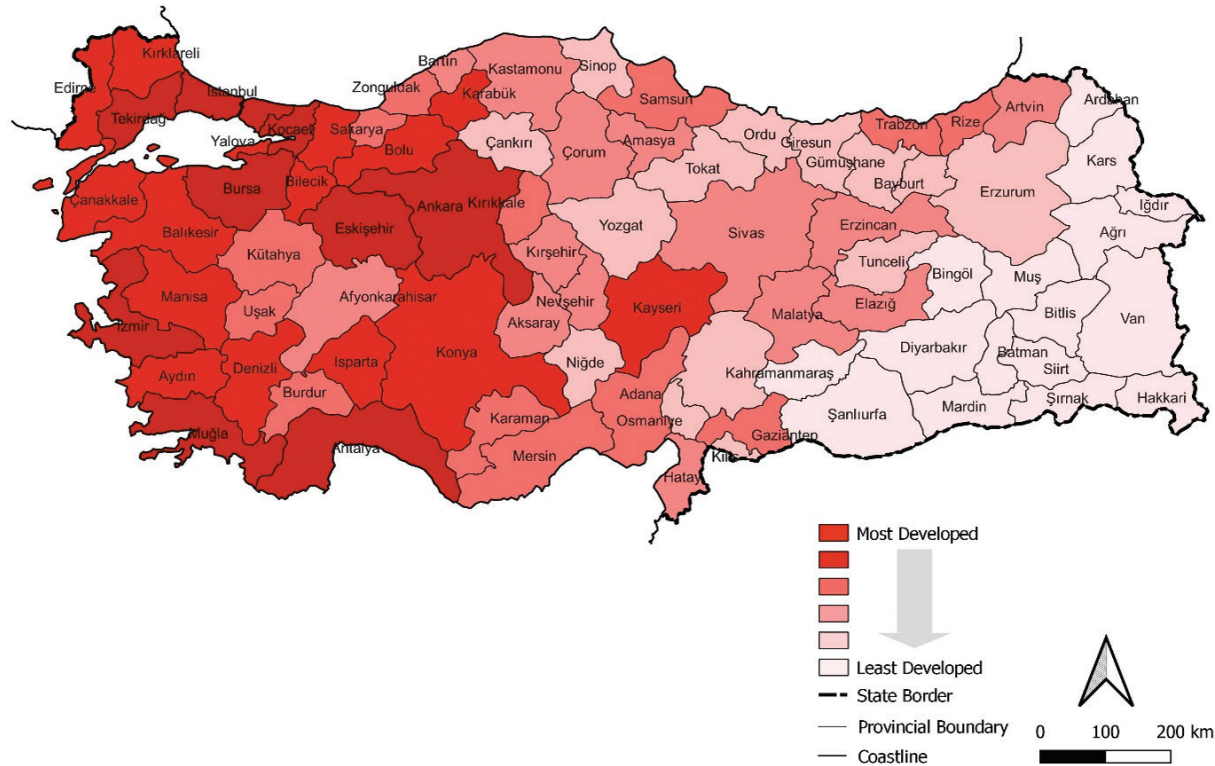 Kırklareli
Edirne
Tekirdağ
İstanbul
Kocaeli
Yalova
Sakarya
Zonguldak
Bartın
Karabük
Kastamonu
Sinop
Samsun
Bolu
Çankırı
Çorum
Amasya
Ordu
Giresun
Tokat
Trabzon
Rize
Artvin
Ardahan
Gümüşhane
Bayburt
Kars
Erzurum
Iğdır
Ağrı
Çanakkale
Bursa
Bilecik
Balıkesir
Eskişehir
Ankara
Kırıkkale
Yozgat
Sivas
Erzincan
Kütahya
Kırşehir
Tunceli
Bingöl
Muş
Manisa
Uşak
Afyonkarahisar
Nevşehir
Kayseri
Malatya
Elazığ
Bitlis
Van
İzmir
Aksaray
Konya
Isparta
Denizli
Aydın
Niğde
Kahramanmaraş
Diyarbakır
Batman
Siirt
Burdur
Adana
Karaman
Osmaniye
Gaziantep
Şanlıurfa
Mardin
Şırnak
Hakkari
Muğla
Antalya
Mersin
Kilis
Hatay
Most Developed
Least Developed
State Border
Provincial Boundary
Coastline
0 100 200 km